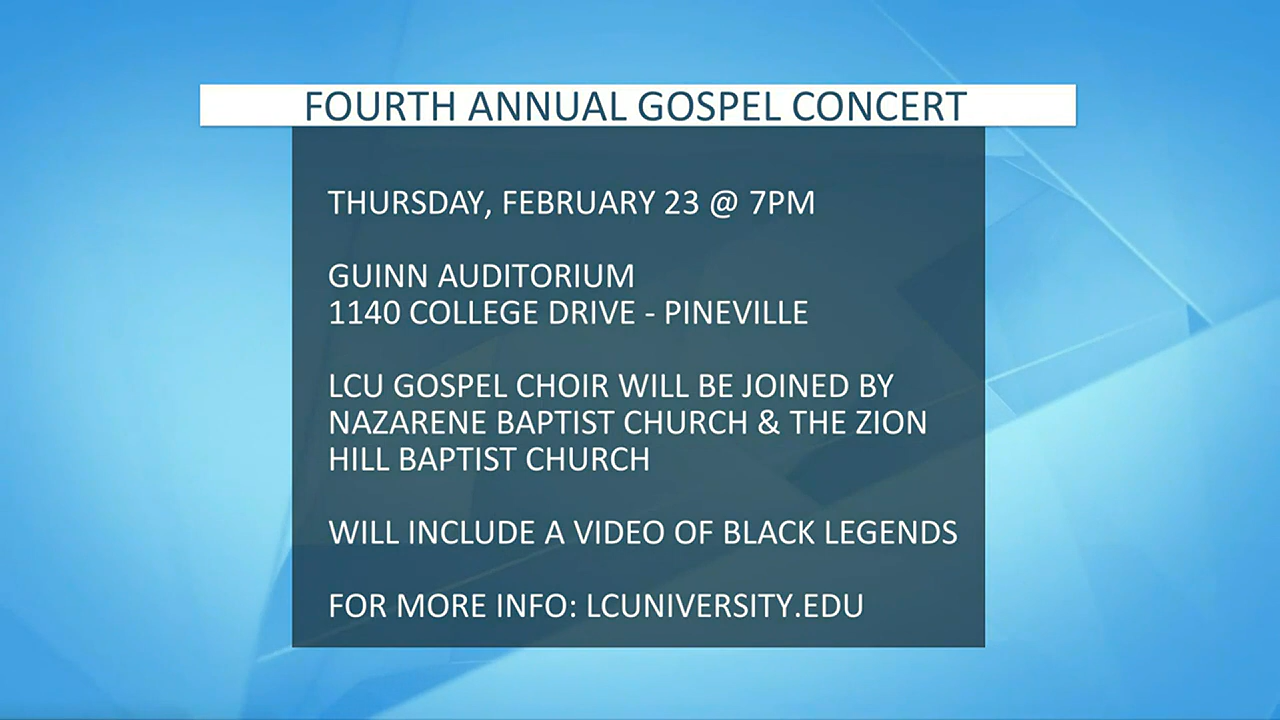 FOURTH ANNUAL GOSPEL CONCERT
THURSDAY, FEBRUARY 23 @ 7PM
GUINN AUDITORIUM
1140 COLLEGE DRIVE - PINEVILLE
LCU GOSPEL CHOIR WILL BE JOINED BY
NAZARENE BAPTIST CHURCH & THE ZION
HILL BAPTIST CHURCH
WILL INCLUDE A VIDEO OF BLACK LEGENDS
FOR MORE INFO: LCUNIVERSITY.EDU